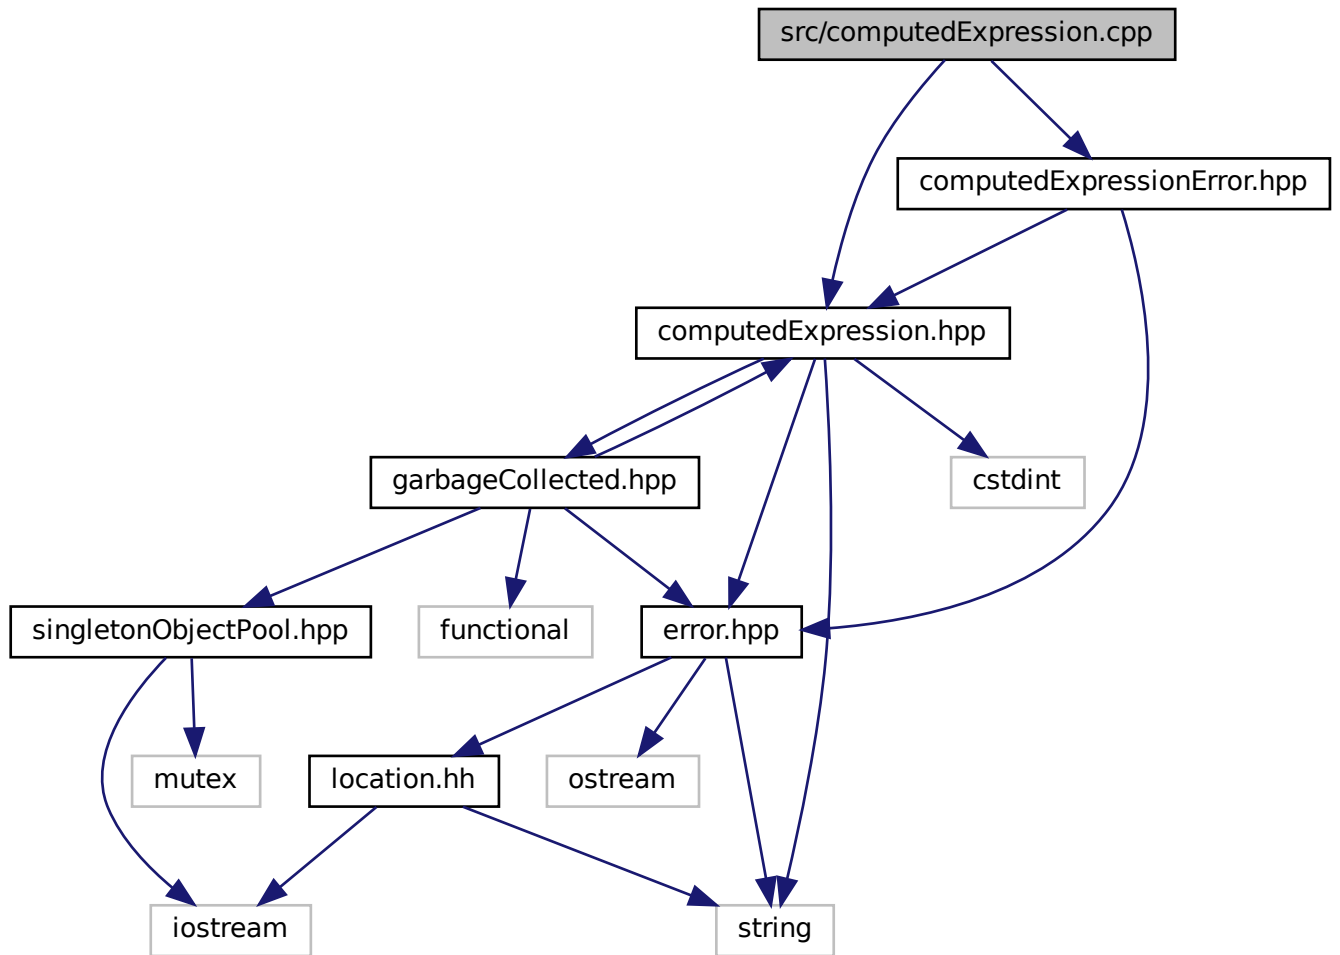 src/computedExpression.cpp
computedExpressionError.hpp
computedExpression.hpp
garbageCollected.hpp
cstdint
singletonObjectPool.hpp
functional
error.hpp
mutex
location.hh
ostream
iostream
string